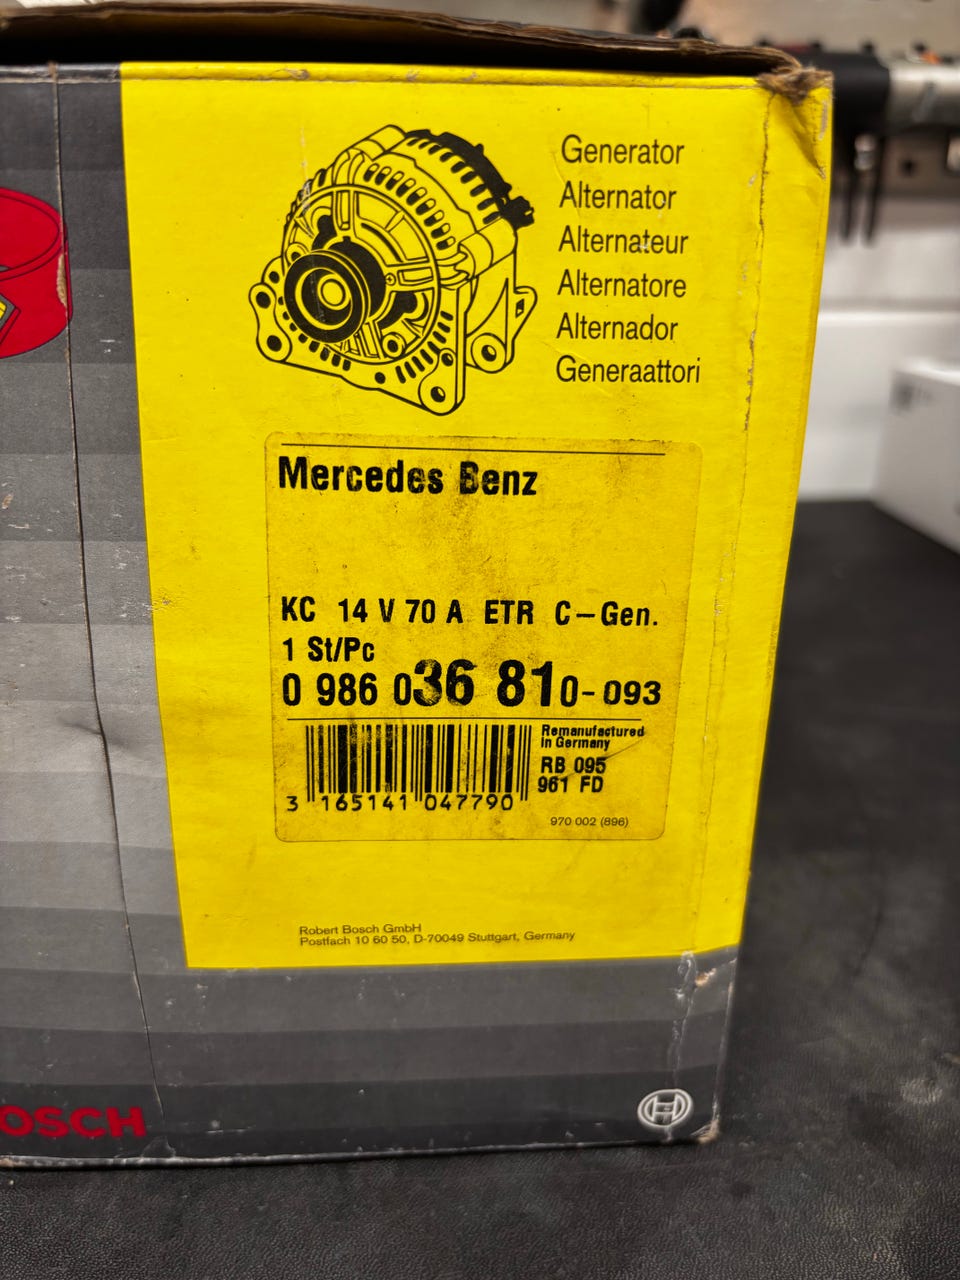 Generator
Alternator
Alternateur
Alternatore
Alternador
Generaattori
Mercedes Benz
KC 14 V 70 A ETR C-Gen.
1 St/Pc
0 986 036 810-093
Remanufactured
in Germany
RB 095
961 FD
3 165141 047790
970 002 (896)
Robert Bosch GmbH
Postfach 10 60 50, D-70049 Stuttgart, Germany
OSCH